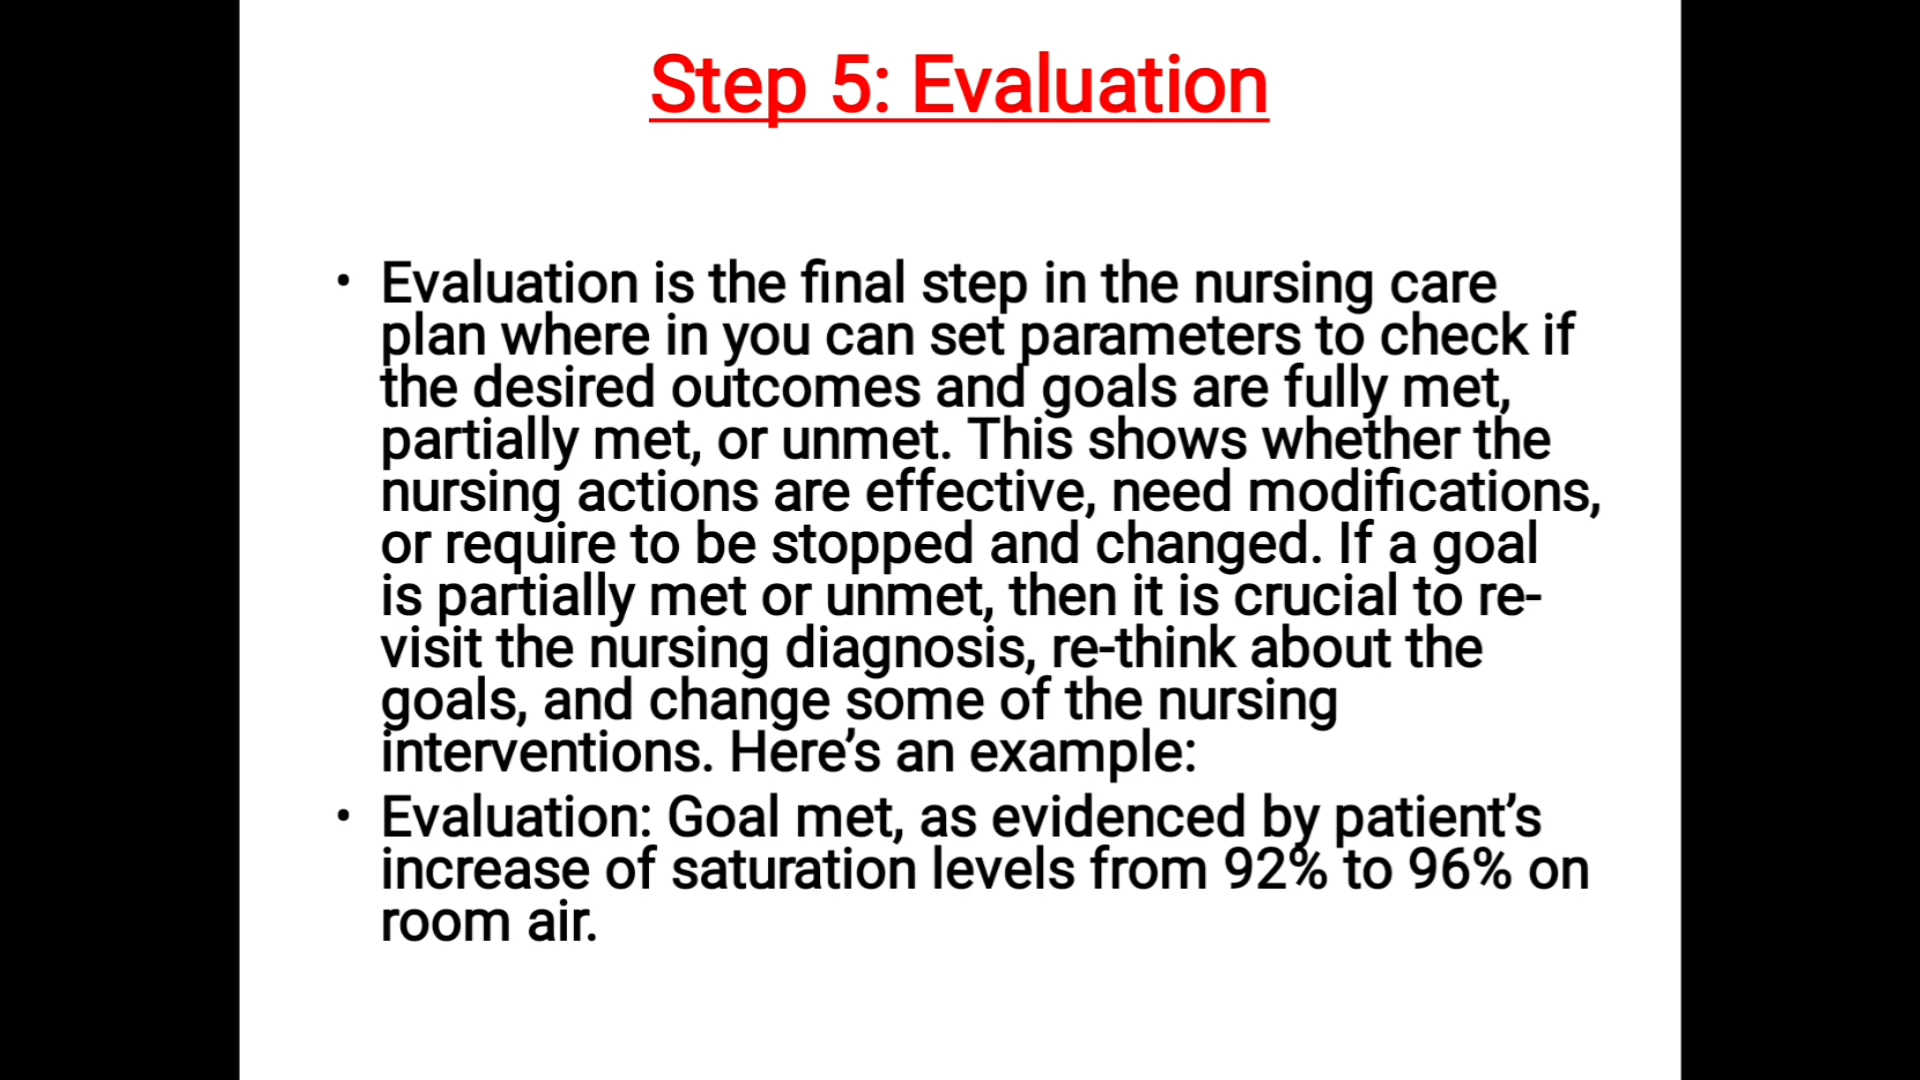 Step 5: Evaluation
• Evaluation is the final step in the nursing care
plan where in you can set parameters to check if
the desired outcomes and goals are fully met,
partially met, or unmet. This shows whether the
nursing actions are effective, need modifications,
or require to be stopped and changed. If a goal
is partially met or unmet, then it is crucial to re-
visit the nursing diagnosis, re-think about the
goals, and change some of the nursing
interventions. Here’s an example:
• Evaluation: Goal met, as evidenced by patient’s
increase of saturation levels from 92% to 96% on
room air.